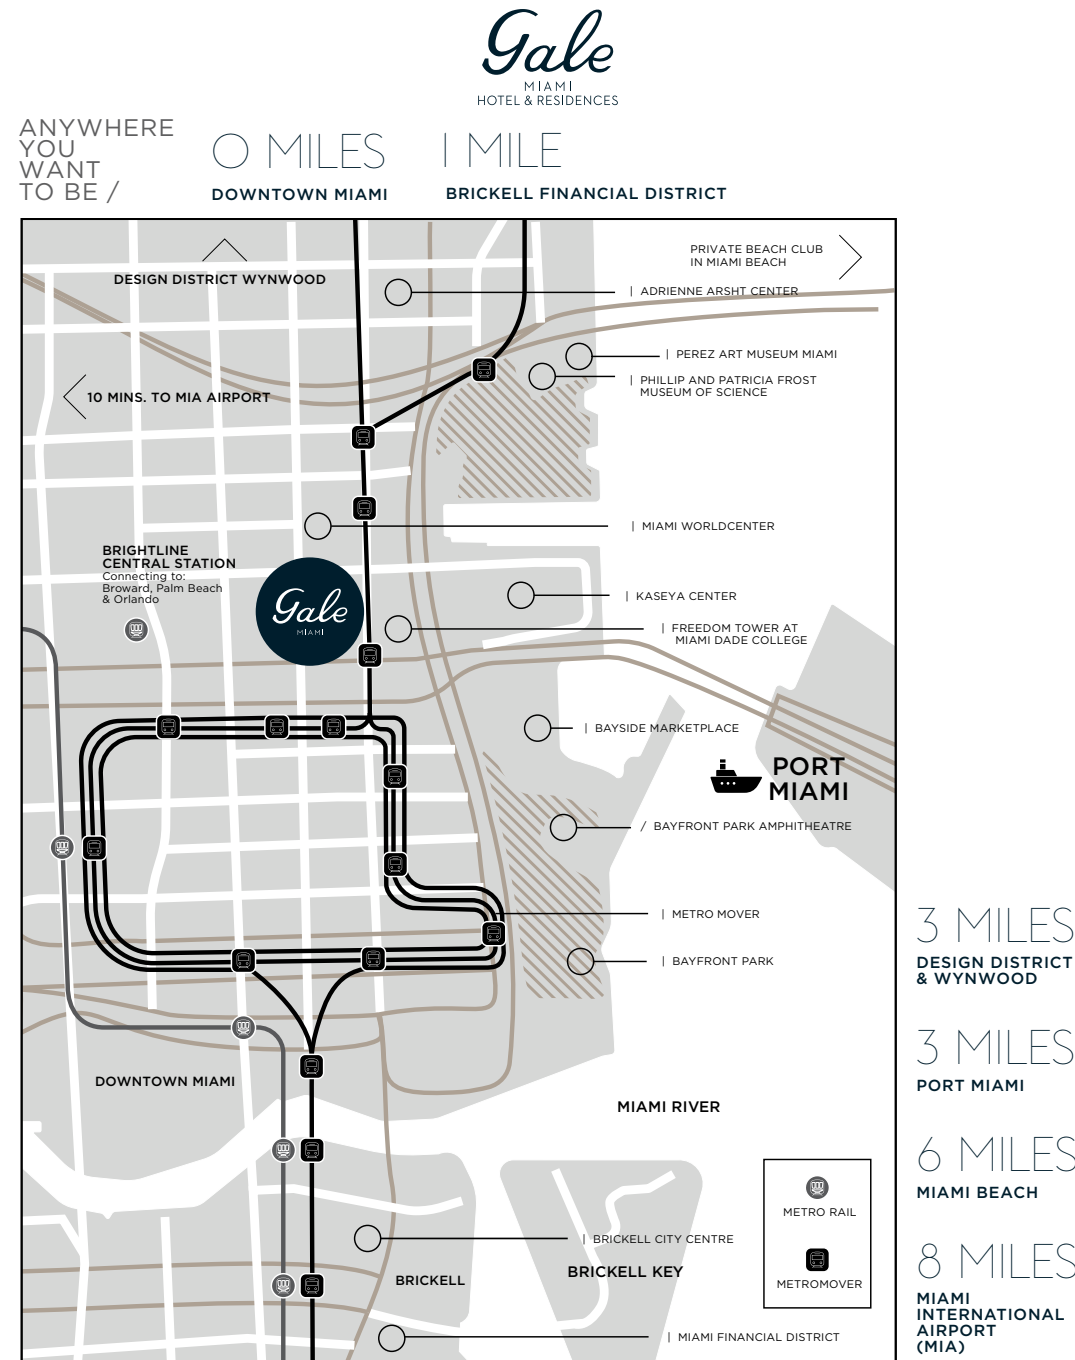 Gale
MIAMI
HOTEL & RESIDENCES
ANYWHERE
YOU
WANT
TO BE /
0 MILES
DOWNTOWN MIAMI
1 MILE
BRICKELL FINANCIAL DISTRICT
PRIVATE BEACH CLUB
IN MIAMI BEACH
DESIGN DISTRICT WYNWOOD
| ADRIENNE ARSHT CENTER
| PEREZ ART MUSEUM MIAMI
| PHILLIP AND PATRICIA FROST
MUSEUM OF SCIENCE
10 MINS. TO MIA AIRPORT
| MIAMI WORLDCENTER
BRIGHTLINE
CENTRAL STATION
Connecting to:
Broward, Palm Beach
& Orlando
Gale
MIAMI
| KASEYA CENTER
| FREEDOM TOWER AT
MIAMI DADE COLLEGE
| BAYSIDE MARKETPLACE
PORT
MIAMI
/ BAYFRONT PARK AMPHITHEATRE
| METRO MOVER
| BAYFRONT PARK
DOWNTOWN MIAMI
MIAMI RIVER
METRO RAIL
METROMOVER
| BRICKELL CITY CENTRE
BRICKELL
BRICKELL KEY
| MIAMI FINANCIAL DISTRICT
3 MILES
DESIGN DISTRICT
& WYNWOOD
3 MILES
PORT MIAMI
6 MILES
MIAMI BEACH
8 MILES
MIAMI
INTERNATIONAL
AIRPORT
(MIA)